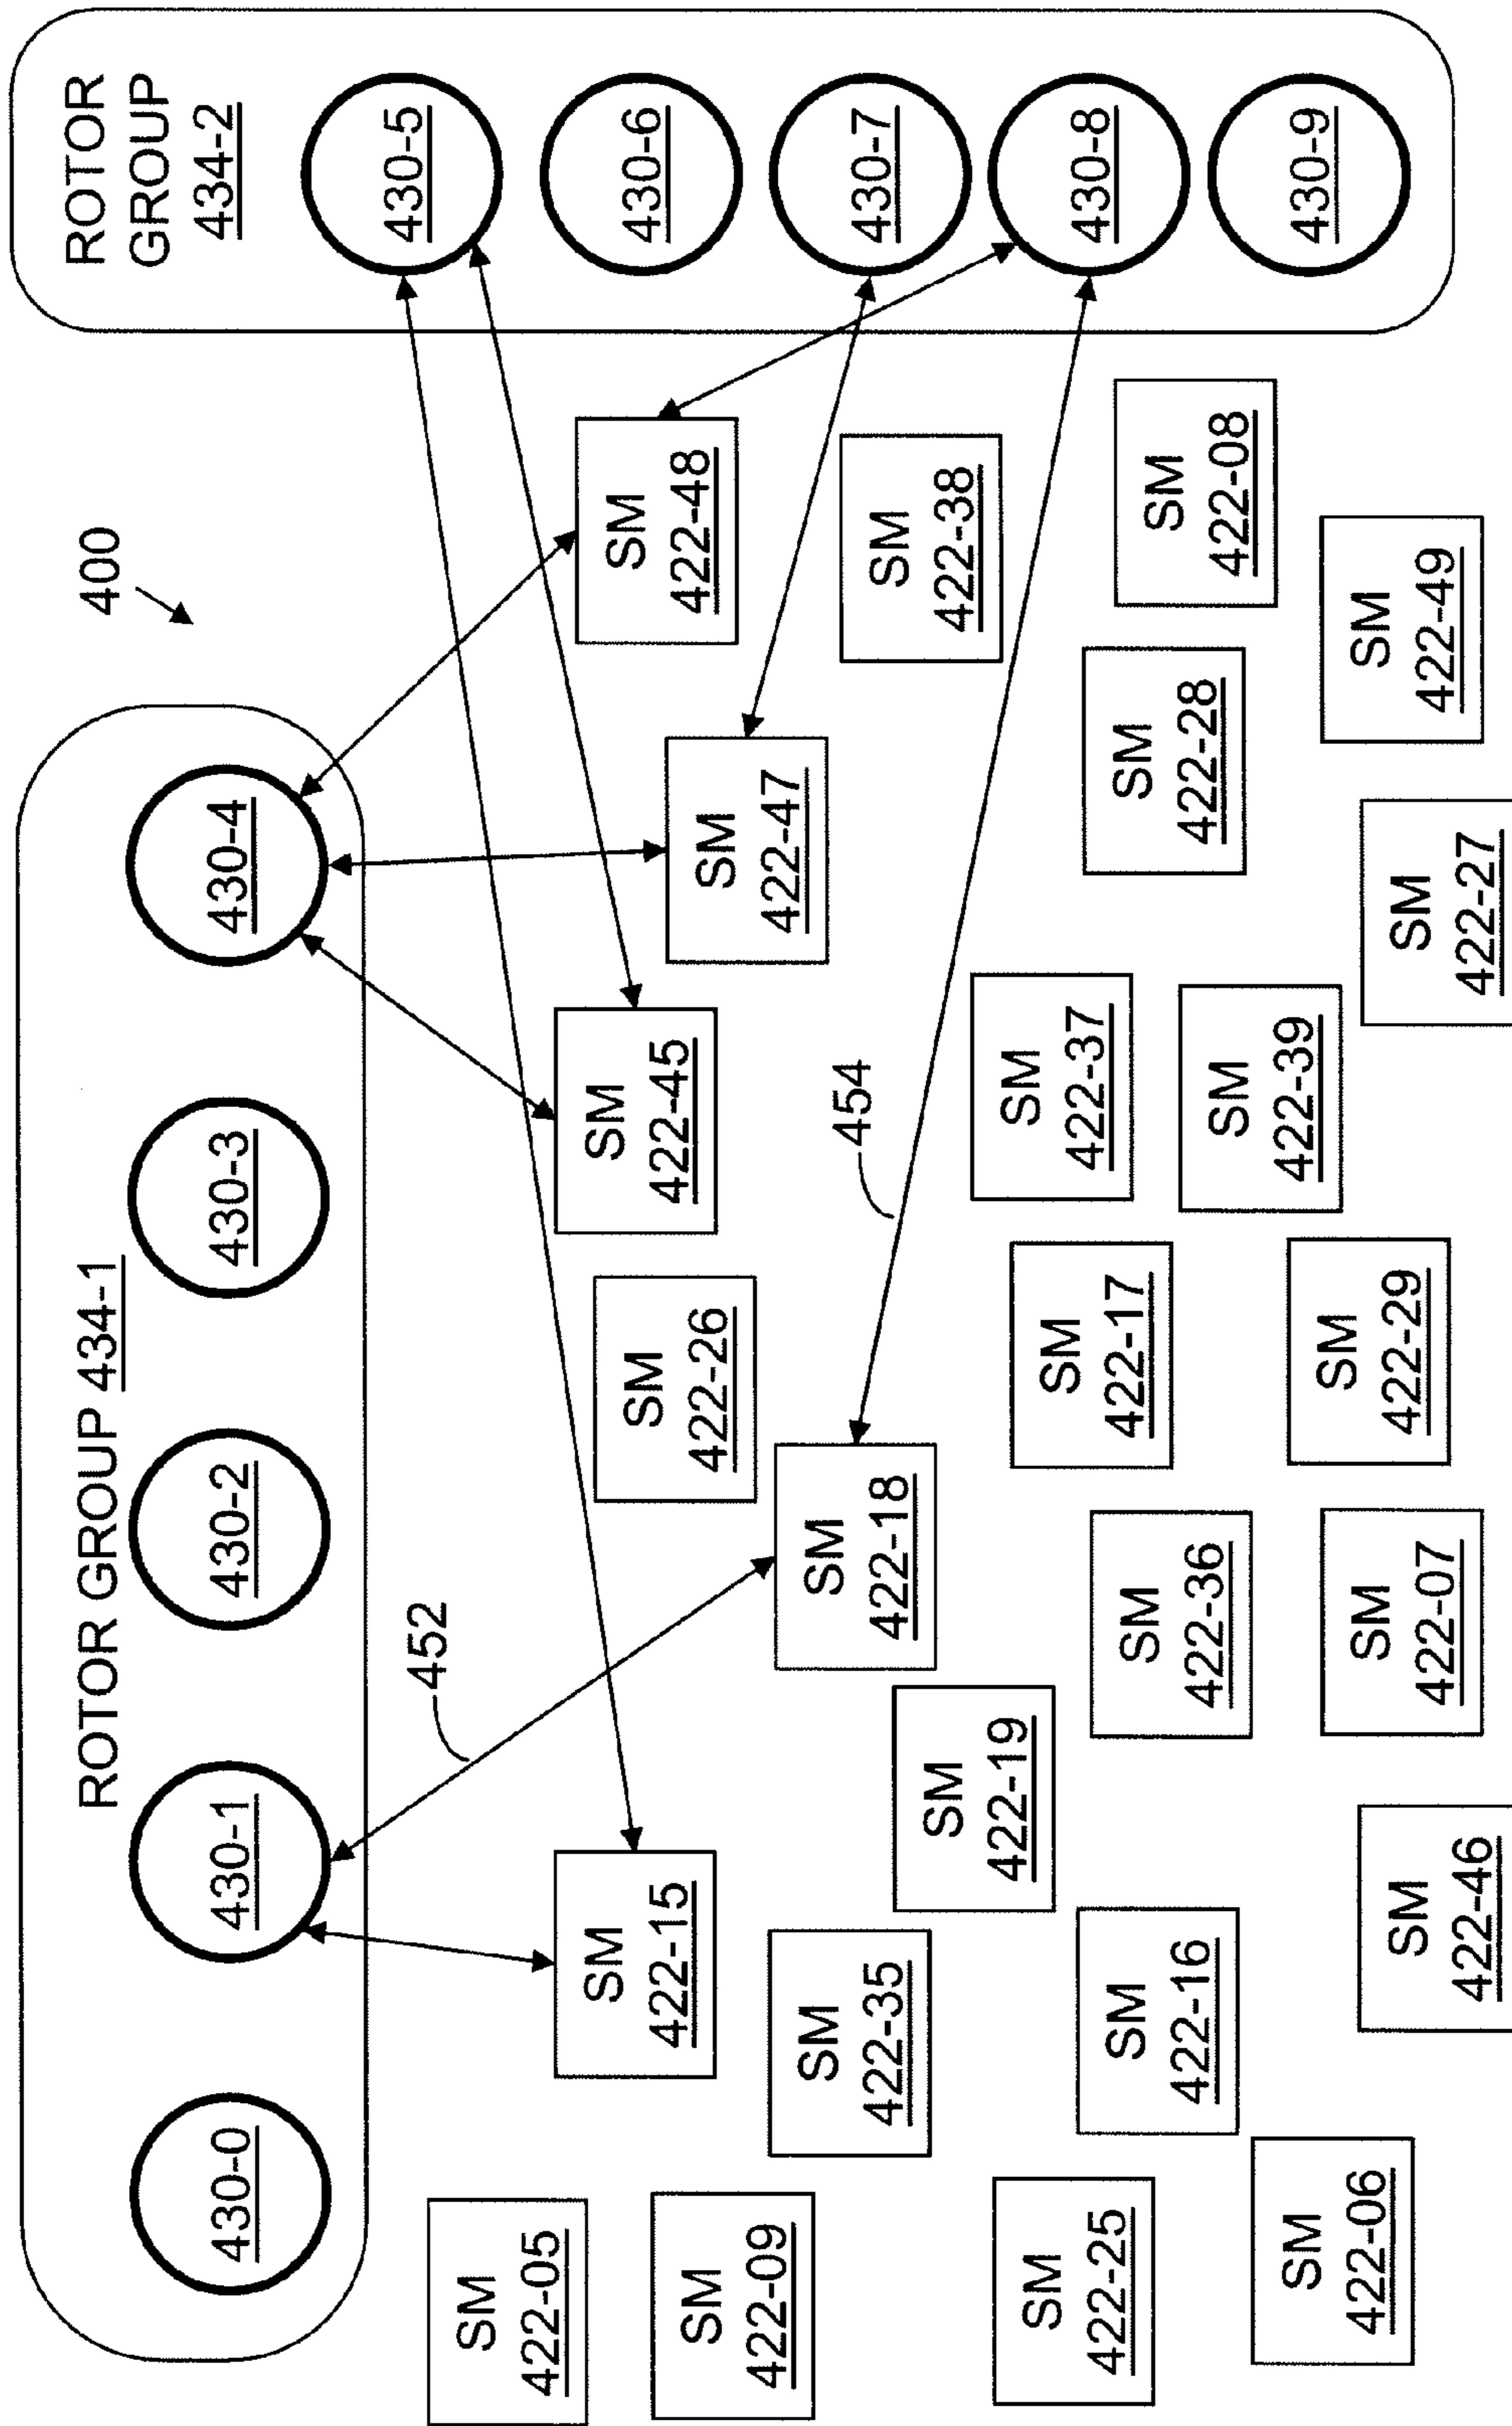 400
ROTOR GROUP 434-1
430-0
430-1
430-2
430-3
430-4
ROTOR
GROUP
434-2
430-5
430-6
430-7
430-8
430-9
452
454
SM
422-05
SM
422-15
SM
422-45
SM
422-48
SM
422-26
SM
422-47
SM
422-09
SM
422-35
SM
422-18
SM
422-38
SM
422-19
SM
422-37
SM
422-25
SM
422-17
SM
422-16
SM
422-36
SM
422-28
SM
422-08
SM
422-39
SM
422-06
SM
422-29
SM
422-07
SM
422-49
SM
422-46
SM
422-27